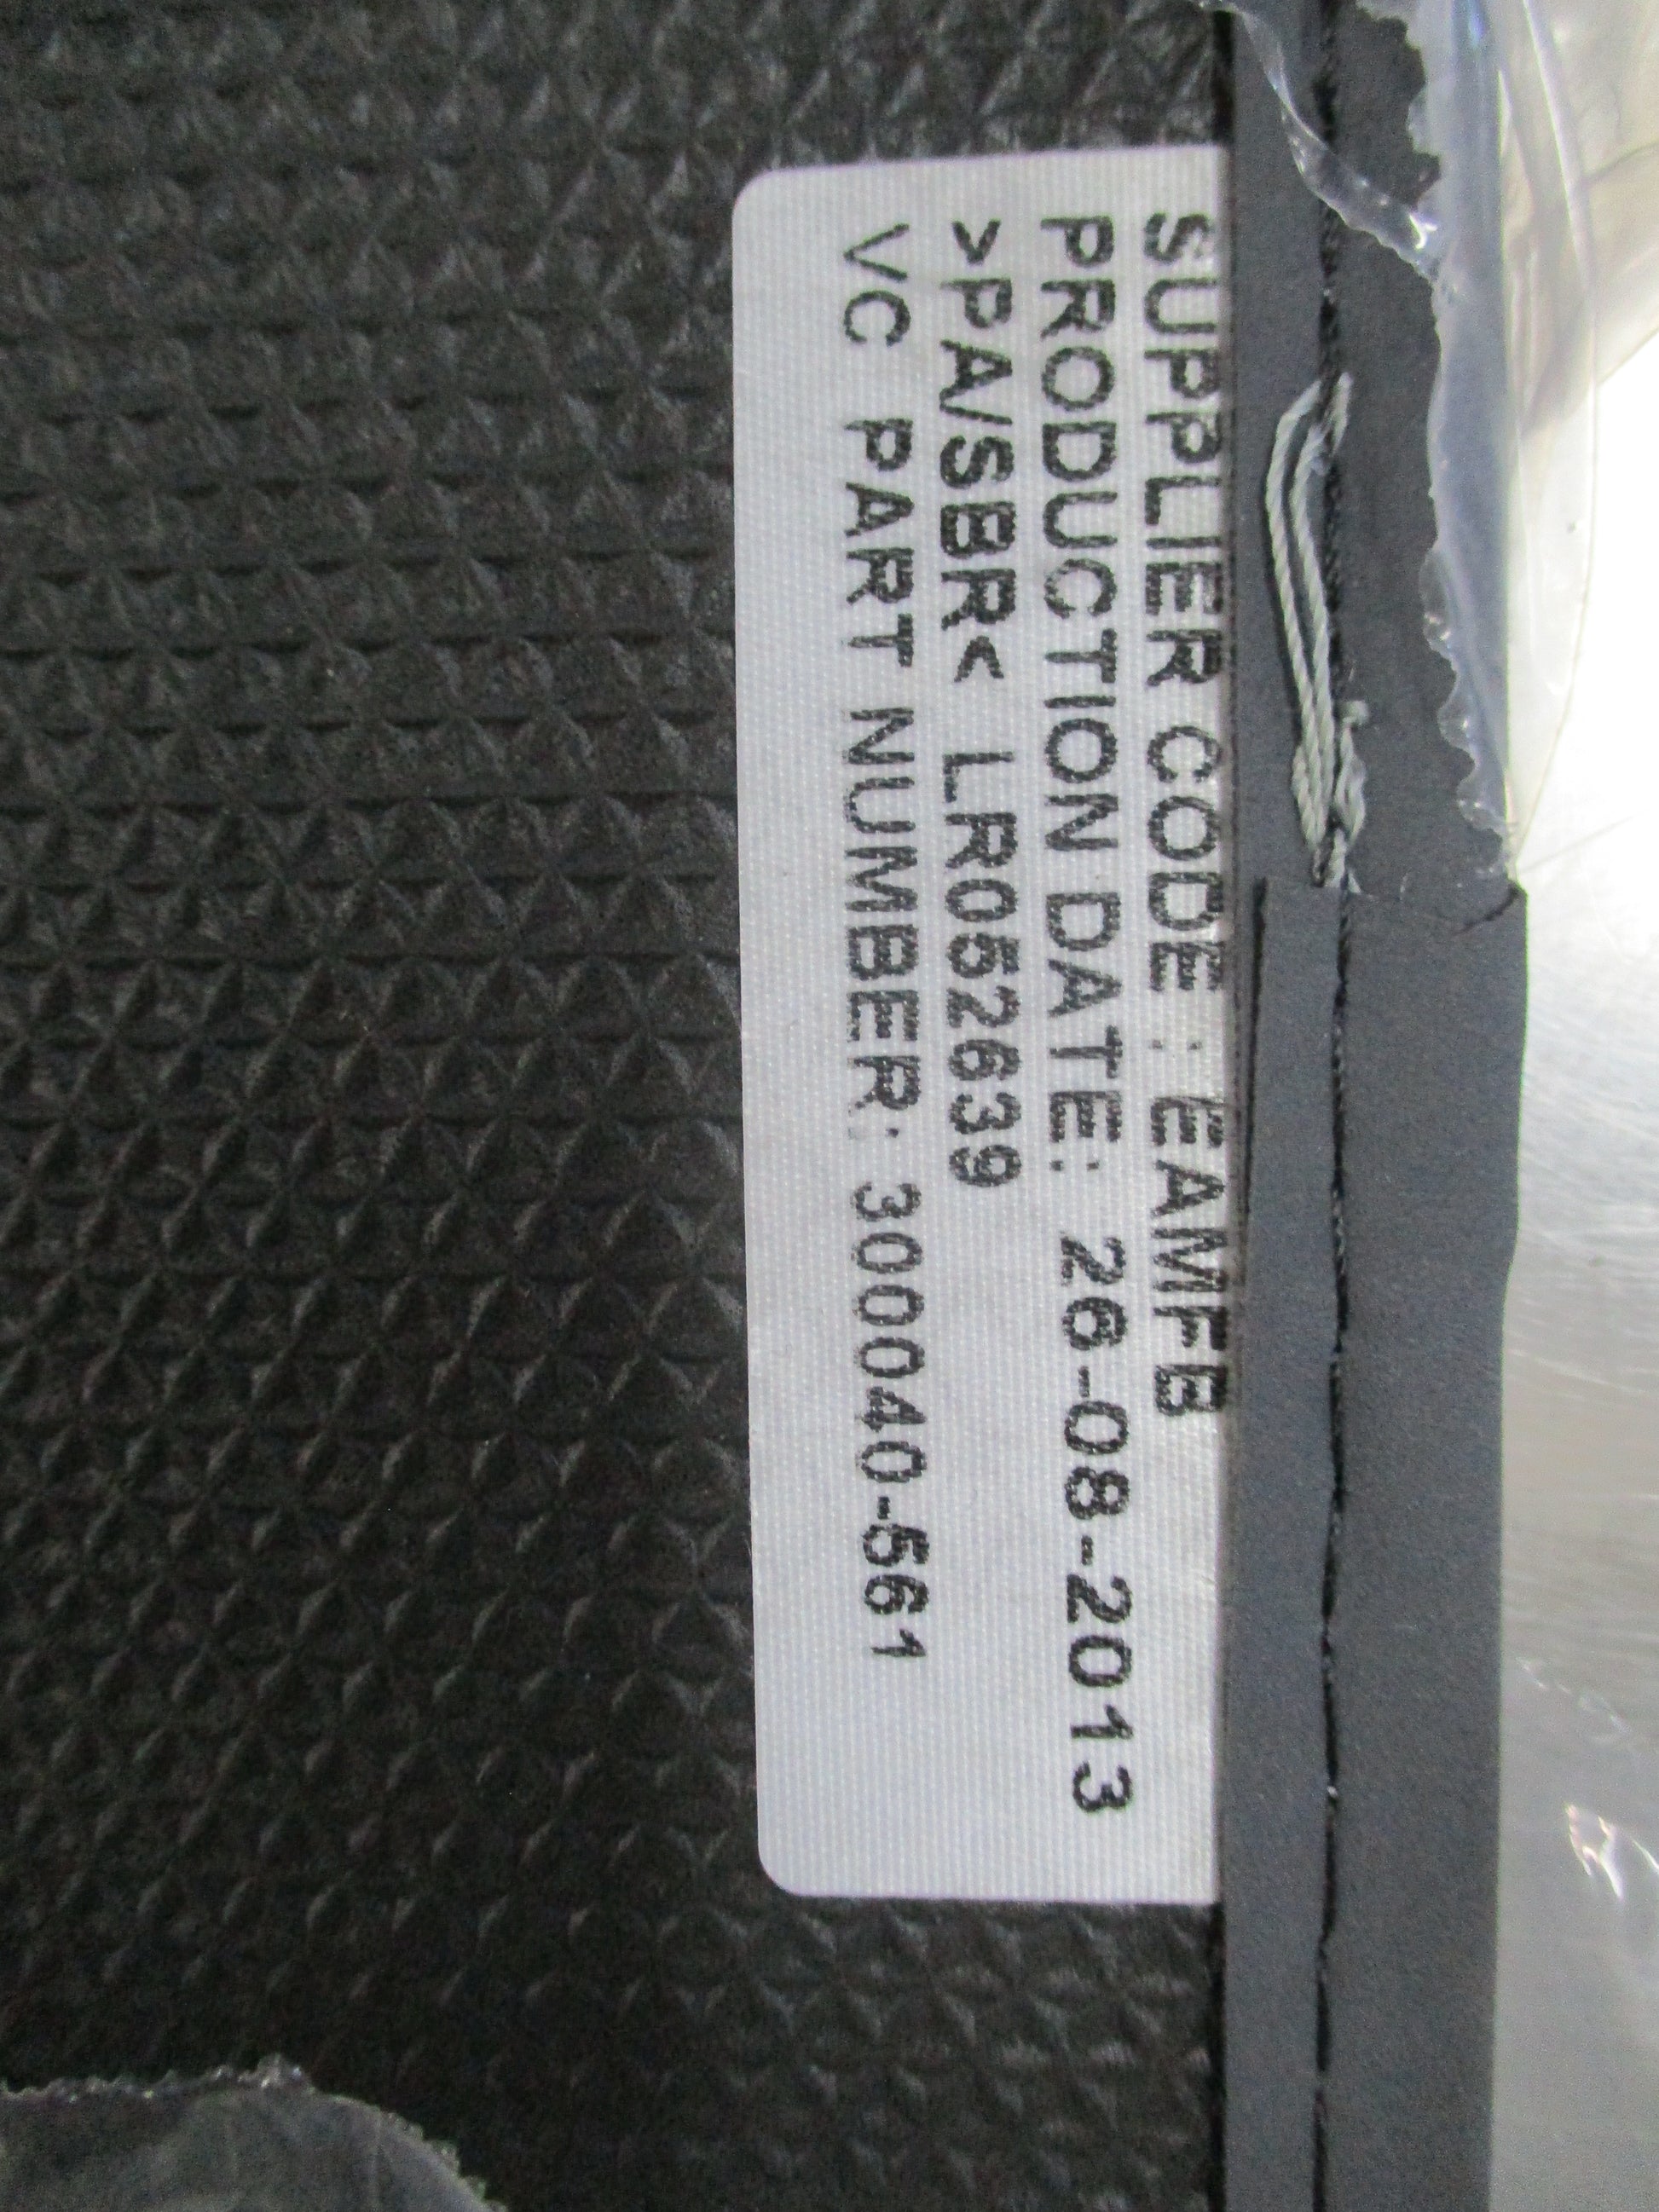 SUPPLIER CODE : EAMFB
PRODUCTION DATE: 26-08-2013
>PA/SBR< LR052639
VC PART NUMBER: 300040-561